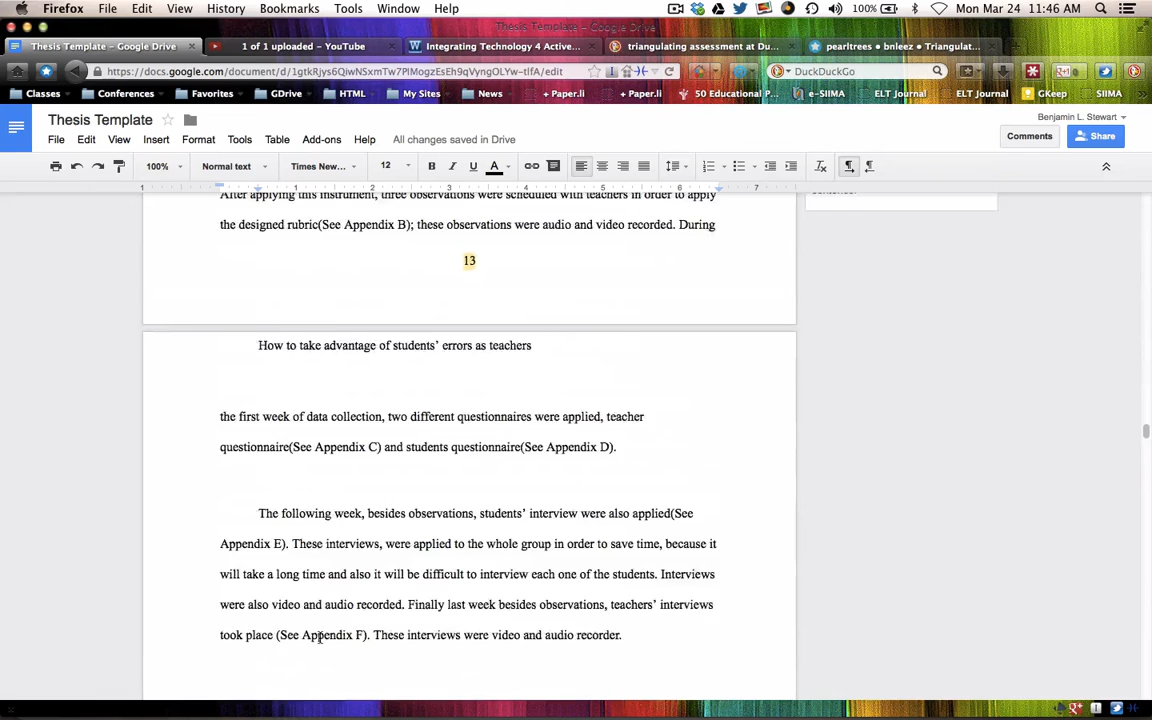 Firefox File Edit View History Bookmarks Tools Window Help 100% Mon Mar 24 11:46 AM
Thesis Template - Google Drive
Thesis Template – Google Drive 1 of 1 uploaded – YouTube Integrating Technology 4 Active... triangulating assessment at Du... pearltrees • bnleez • Triangulat...
DuckDuckGo
Classes Conferences Favorites GDrive HTML My Sites News + Paper.li + Paper.li 50 Educational P... e-SIIMA ELT Journal ELT Journal GKeep SIIMA
Thesis Template
Benjamin L. Stewart
File Edit View Insert Format Tools Table Add-ons Help All changes saved in Drive
Comments Share
100% Normal text Times New... 12
1 1 2 3 4 5 6 7
After applying this instrument, three observations were scheduled with teachers in order to apply
the designed rubric(See Appendix B); these observations were audio and video recorded. During
13
How to take advantage of students’ errors as teachers
the first week of data collection, two different questionnaires were applied, teacher
questionnaire(See Appendix C) and students questionnaire(See Appendix D).
The following week, besides observations, students’ interview were also applied(See
Appendix E). These interviews, were applied to the whole group in order to save time, because it
will take a long time and also it will be difficult to interview each one of the students. Interviews
were also video and audio recorded. Finally last week besides observations, teachers’ interviews
took place (See Appendix F). These interviews were video and audio recorder.